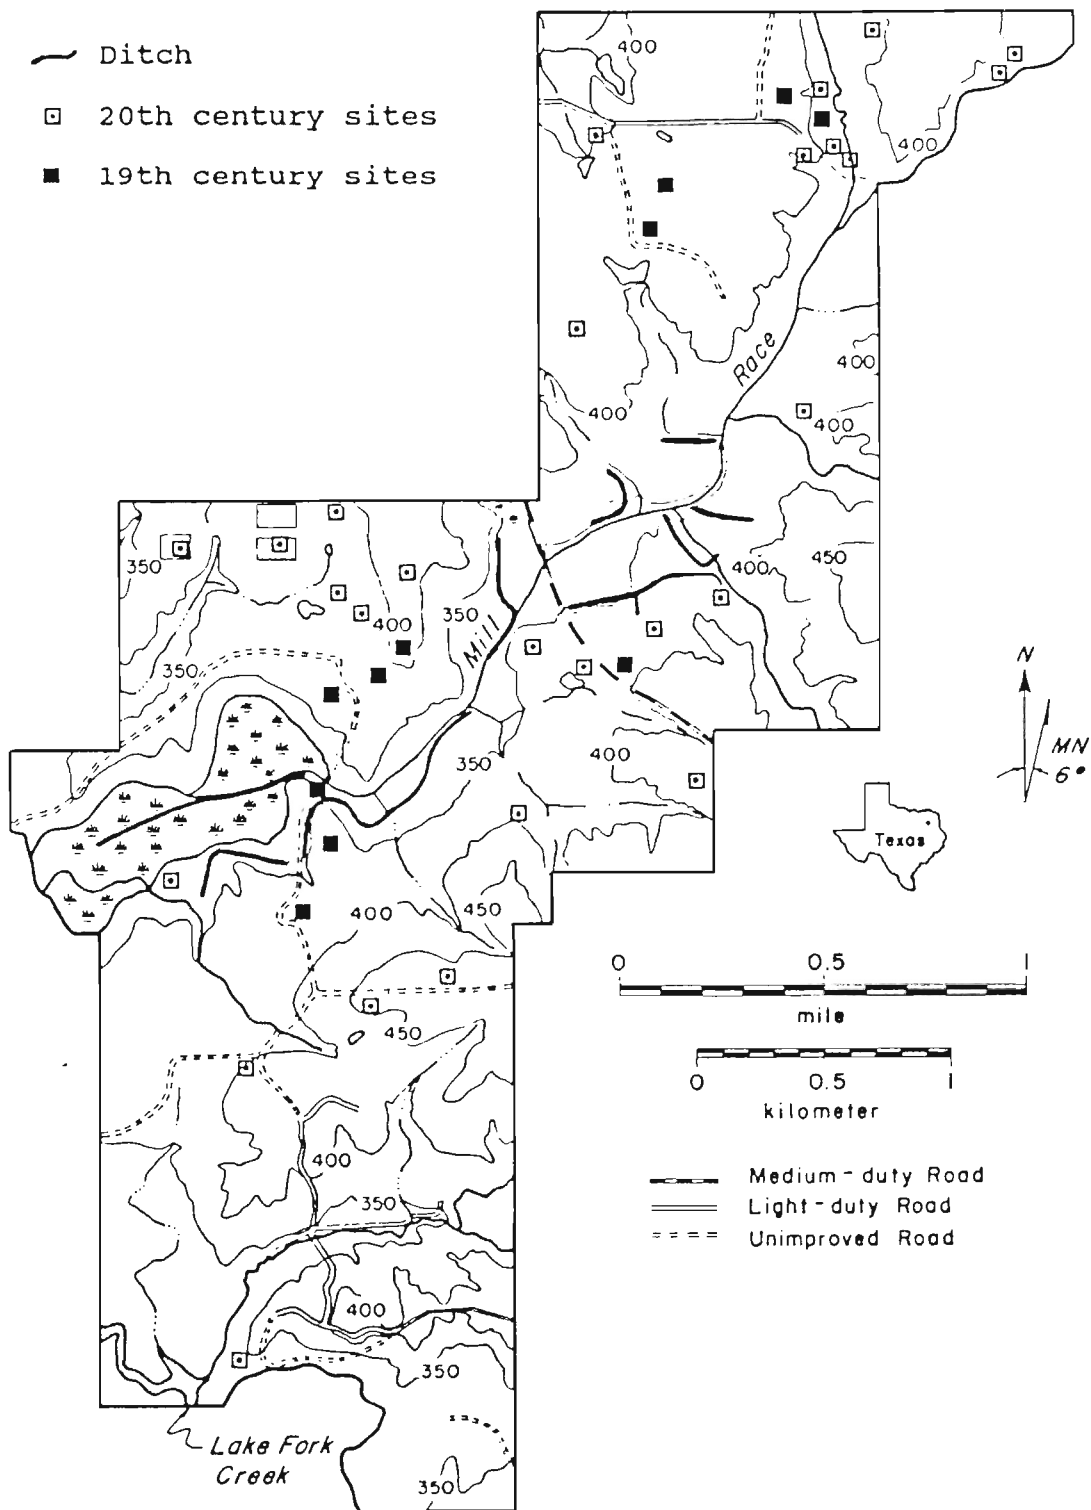 Ditch
20th century sites
19th century sites
400
400
Race
400
400
400
350
400
450
400
350
Mill
350
350
400
N
MN
6°
Texas
400
450
450
0 0.5 1
mile
0 0.5 1
kilometer
400
350
400
350
350
Medium-duty Road
Light-duty Road
Unimproved Road
Lake Fork
Creek